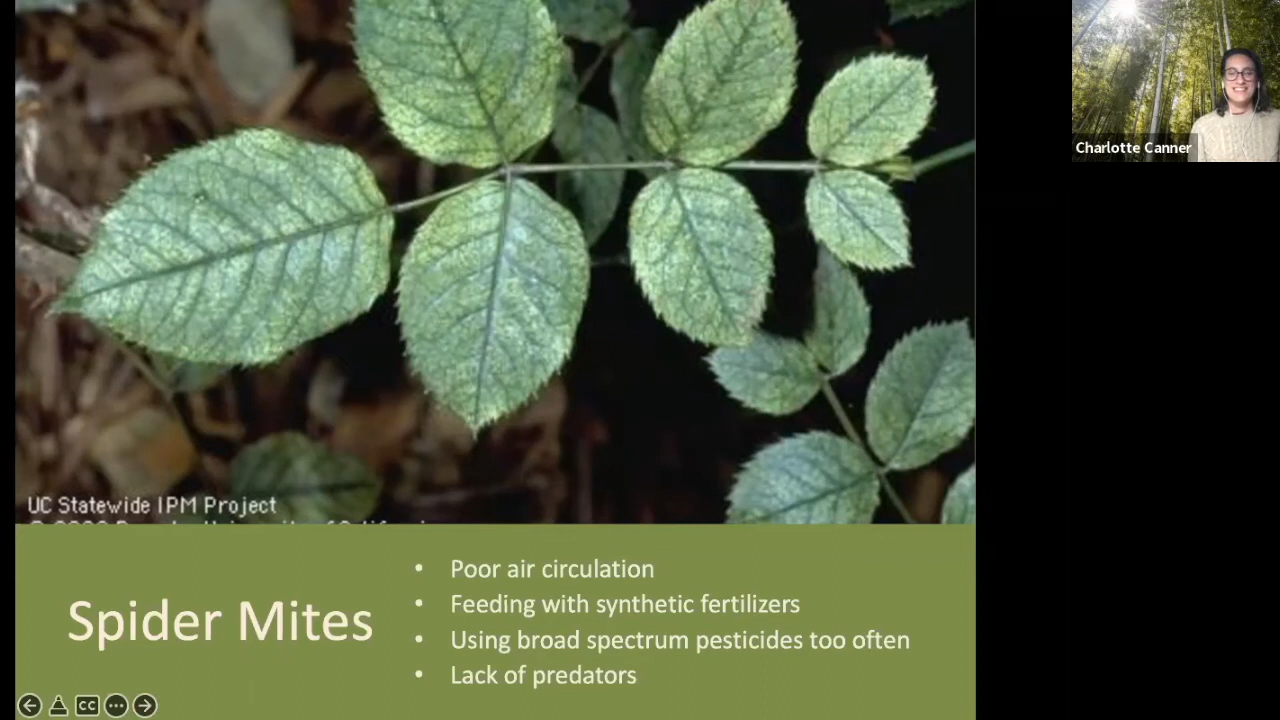 Charlotte Canner
UC Statewide IPM Project
Spider Mites
• Poor air circulation
• Feeding with synthetic fertilizers
• Using broad spectrum pesticides too often
• Lack of predators
CC